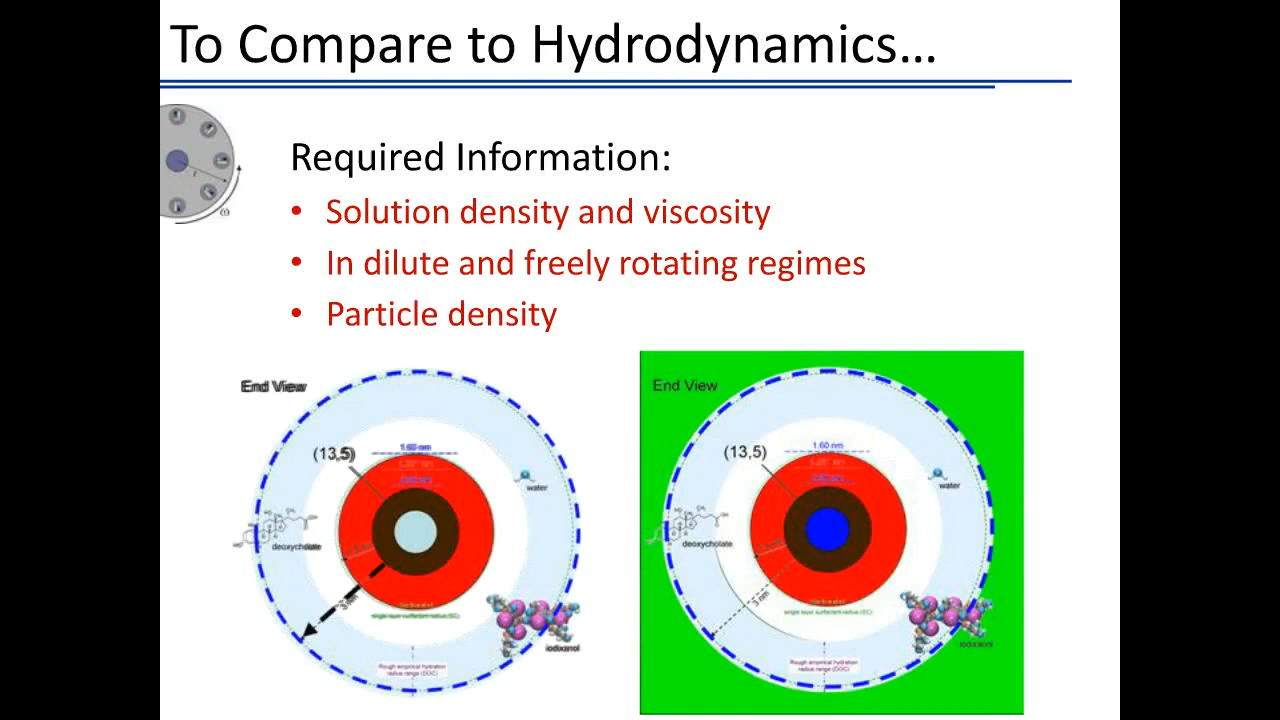 To Compare to Hydrodynamics…
r
ω
Required Information:
• Solution density and viscosity
• In dilute and freely rotating regimes
• Particle density
End View
(13,5)
1.60 nm
water
deoxycholate
3 nm
single layer surfactant radius (SC)
iodixanol
Rough empirical hydration
radius range (DOC)
End View
(13,5)
1.60 nm
water
deoxycholate
3 nm
single layer surfactant radius (SC)
iodixanol
Rough empirical hydration
radius range (DOC)